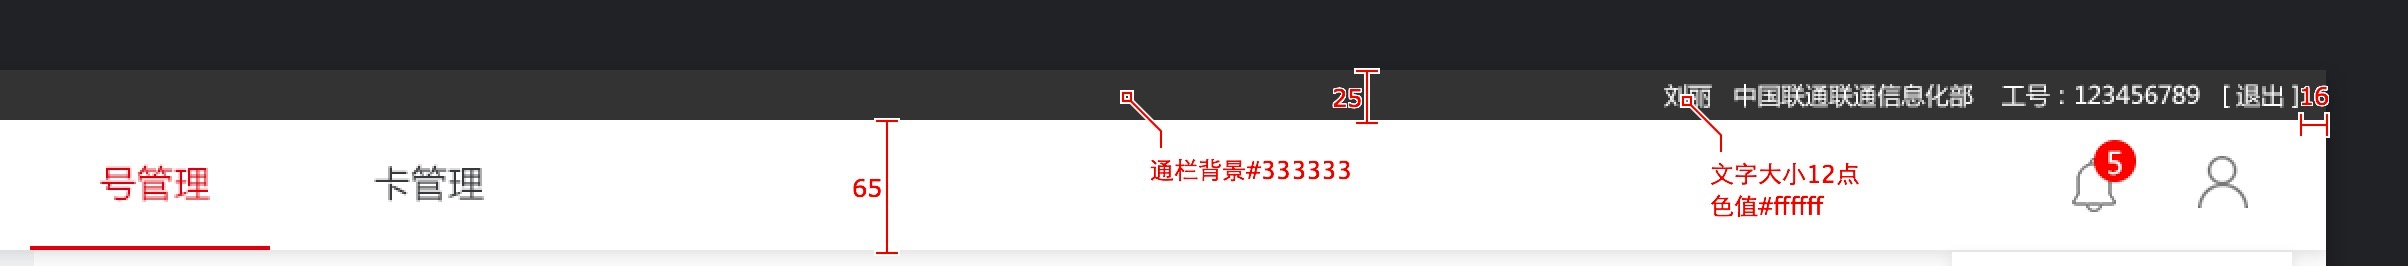 刘丽 中国联通联通信息化部 工号：123456789 [ 退出 ]
25
16
号管理 卡管理
65
通栏背景#333333
文字大小12点
色值#ffffff
5